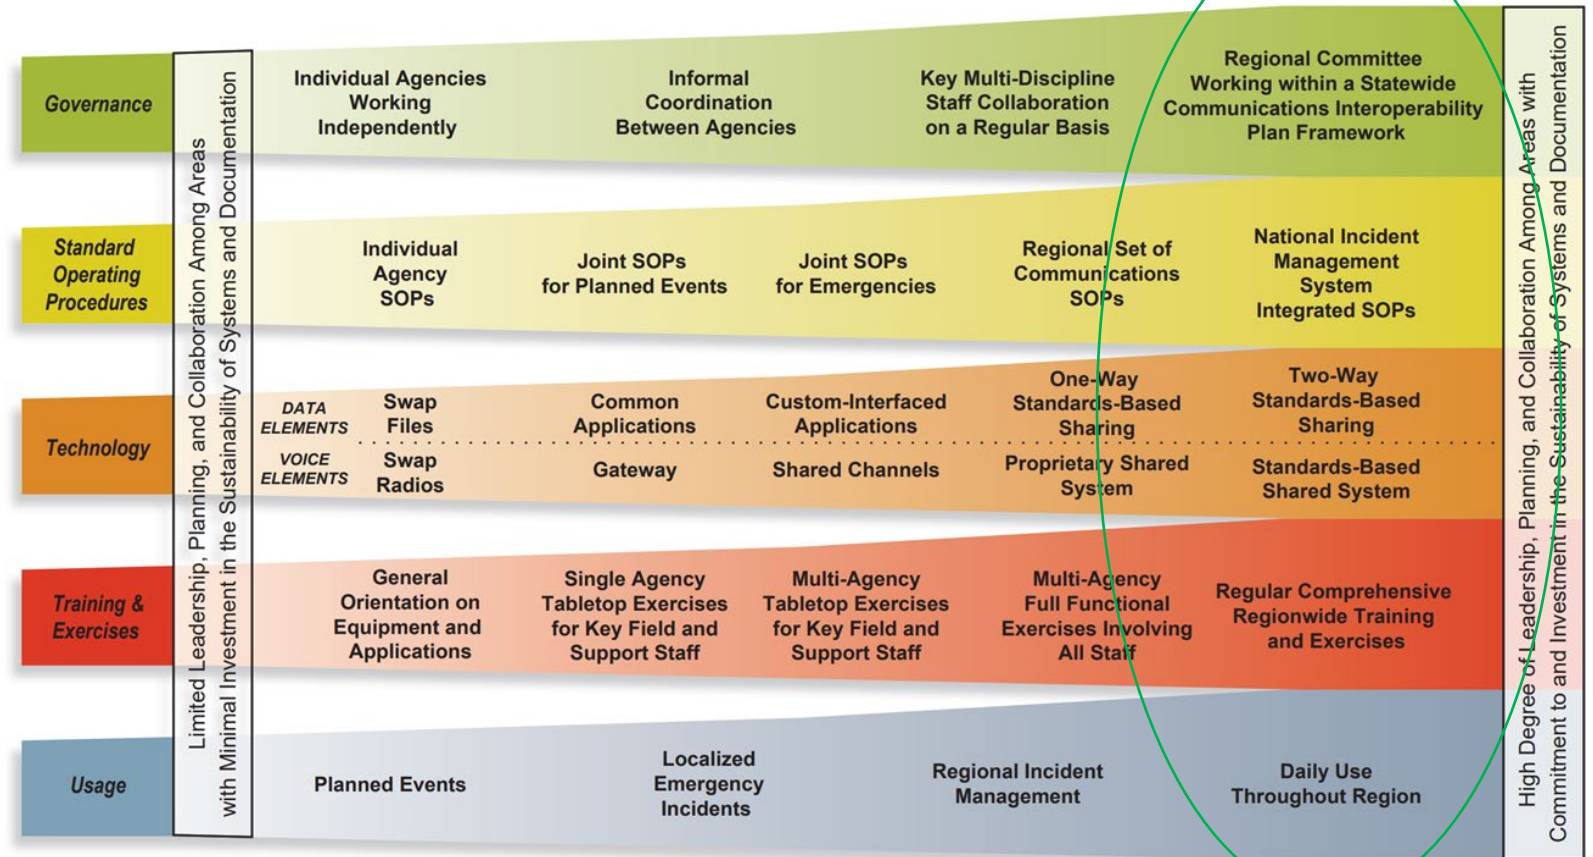 Governance
Limited Leadership, Planning, and Collaboration Among Areas
with Minimal Investment in the Sustainability of Systems and Documentation
Individual Agencies
Working
Independently
Informal
Coordination
Between Agencies
Key Multi-Discipline
Staff Collaboration
on a Regular Basis
Regional Committee
Working within a Statewide
Communications Interoperability
Plan Framework
High Degree of Leadership, Planning, and Collaboration Among Areas with
Commitment to and Investment in the Sustainability of Systems and Documentation
Standard
Operating
Procedures
Individual
Agency
SOPs
Joint SOPs
for Planned Events
Joint SOPs
for Emergencies
Regional Set of
Communications
SOPs
National Incident
Management
System
Integrated SOPs
Technology
DATA
ELEMENTS
Swap
Files
Common
Applications
Custom-Interfaced
Applications
One-Way
Standards-Based
Sharing
Two-Way
Standards-Based
Sharing
VOICE
ELEMENTS
Swap
Radios
Gateway
Shared Channels
Proprietary Shared
System
Standards-Based
Shared System
Training &
Exercises
General
Orientation on
Equipment and
Applications
Single Agency
Tabletop Exercises
for Key Field and
Support Staff
Multi-Agency
Tabletop Exercises
for Key Field and
Support Staff
Multi-Agency
Full Functional
Exercises Involving
All Staff
Regular Comprehensive
Regionwide Training
and Exercises
Usage
Planned Events
Localized
Emergency
Incidents
Regional Incident
Management
Daily Use
Throughout Region